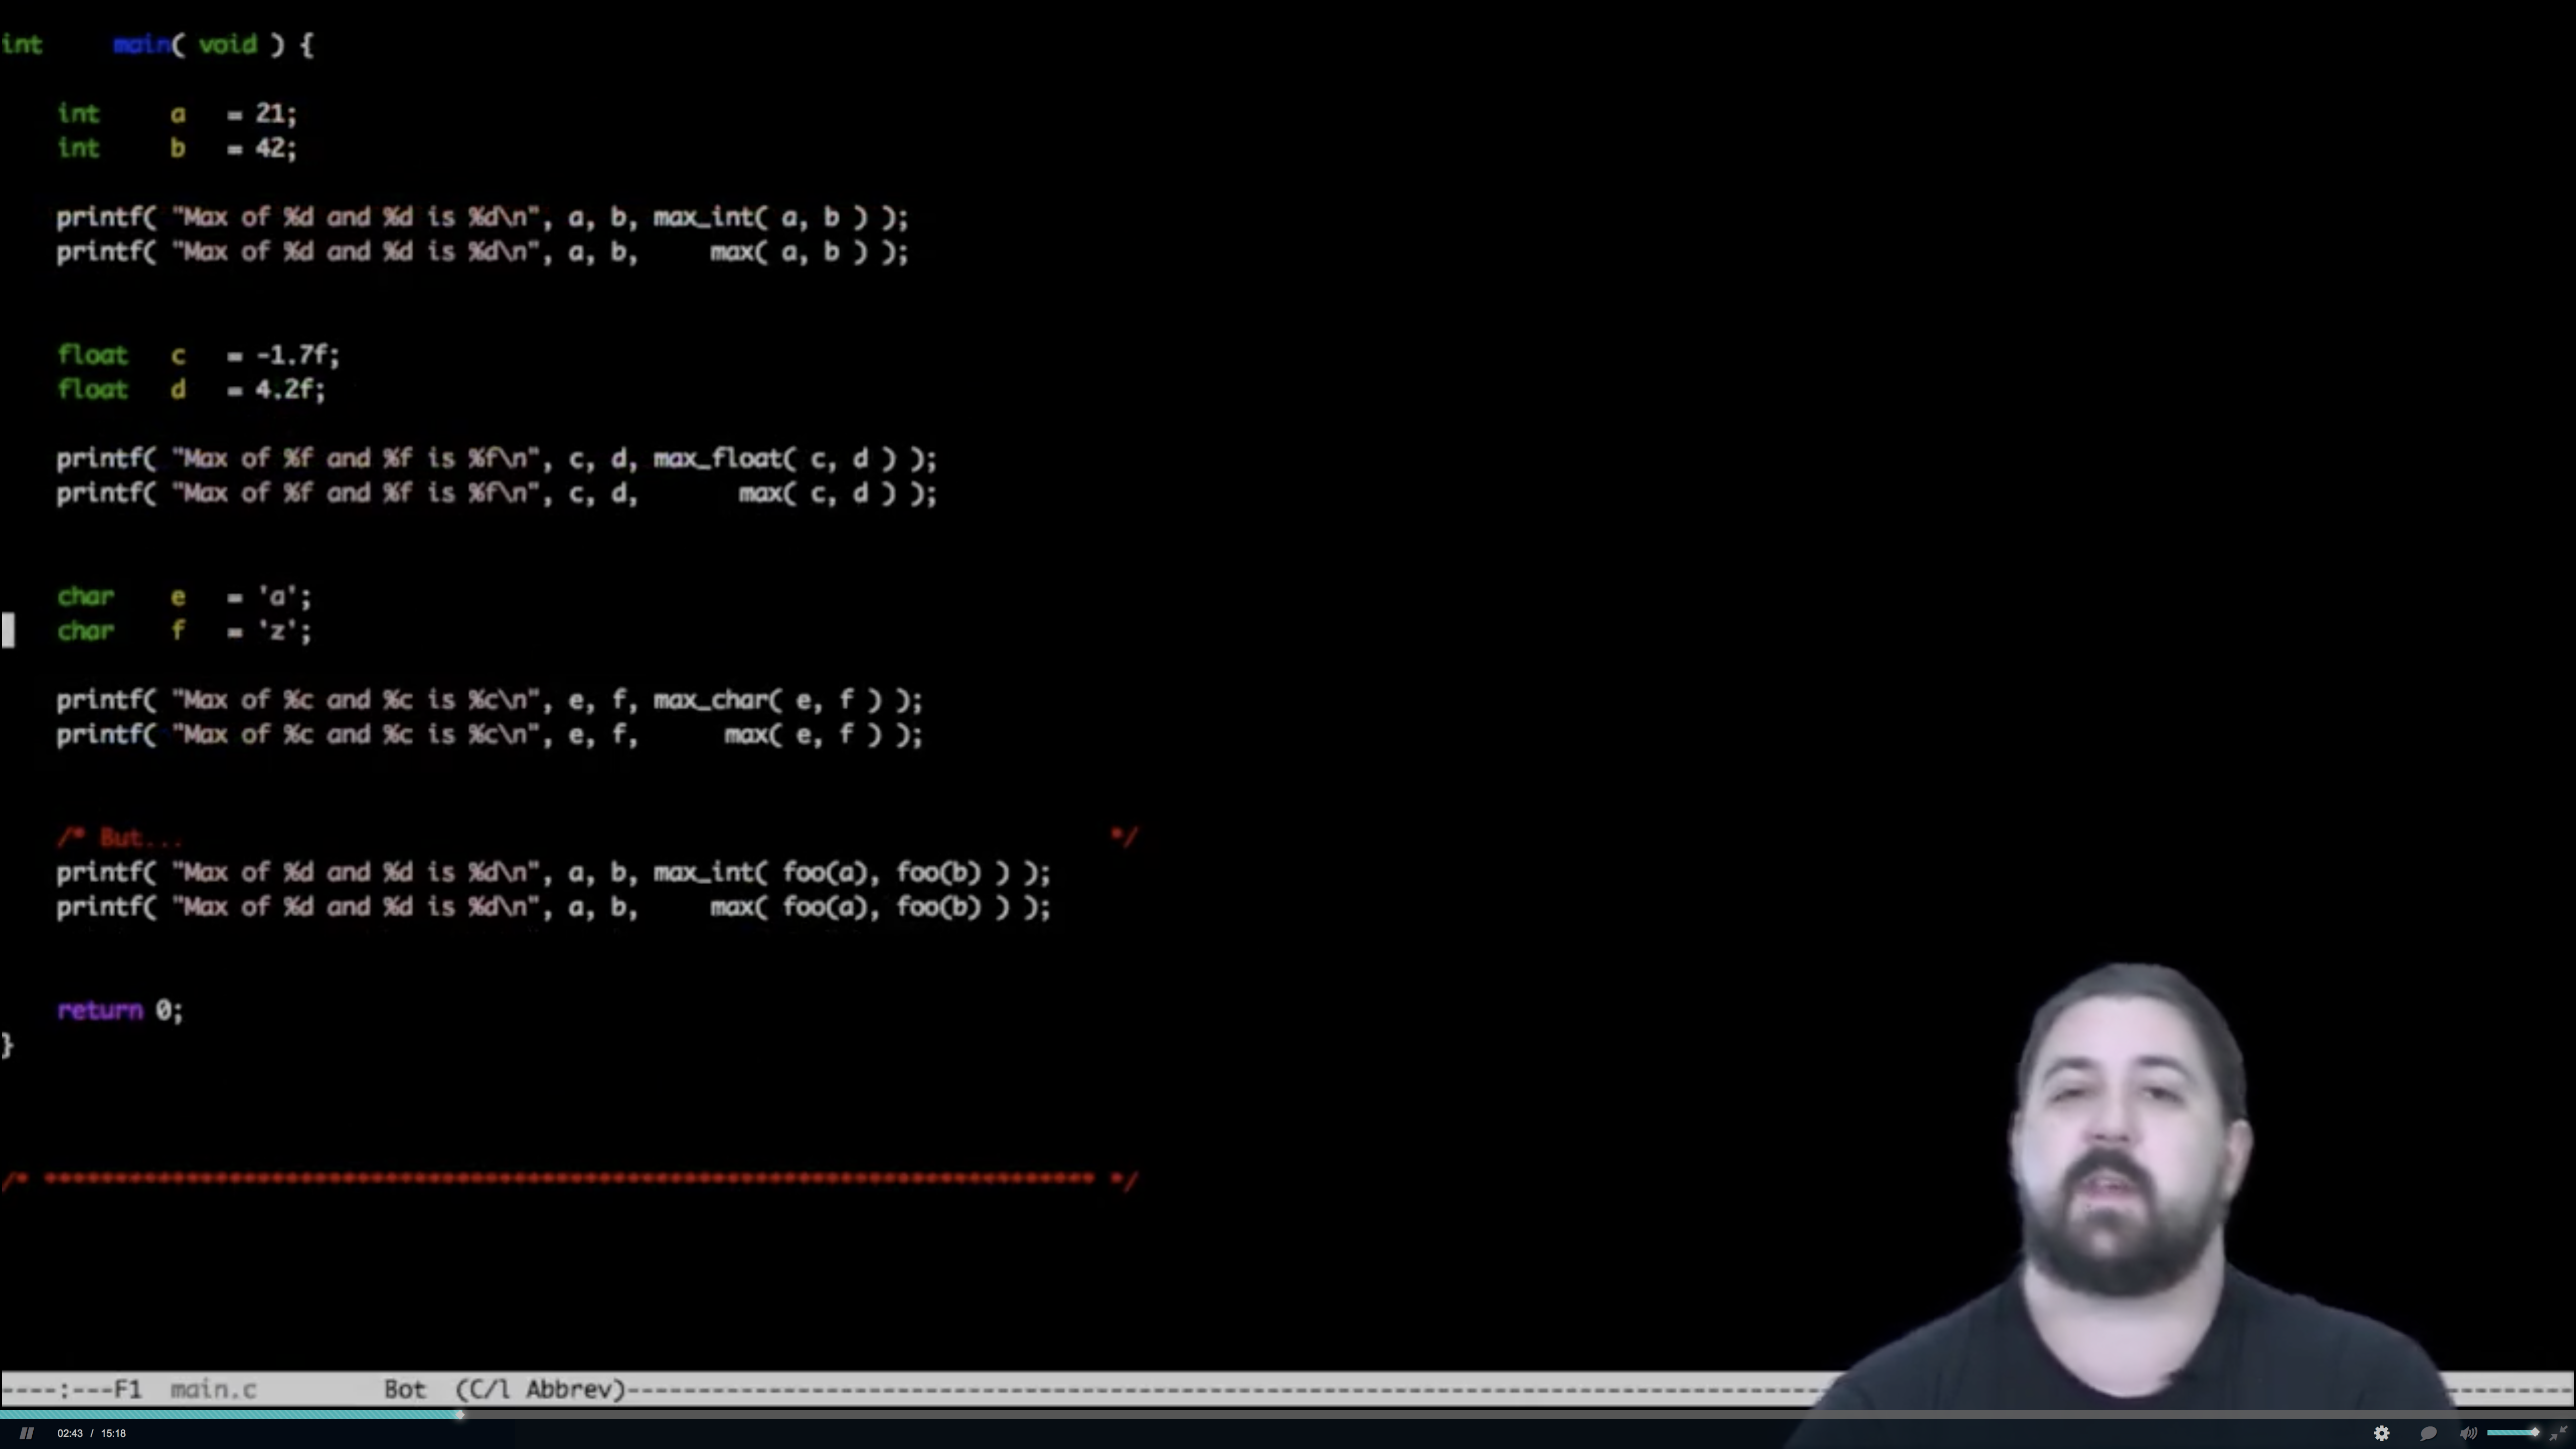 int     main( void ) {
    int     a   = 21;
    int     b   = 42;
    printf( "Max of %d and %d is %d\n", a, b, max_int( a, b ) );
    printf( "Max of %d and %d is %d\n", a, b,     max( a, b ) );
    float   c   = -1.7f;
    float   d   = 4.2f;
    printf( "Max of %f and %f is %f\n", c, d, max_float( c, d ) );
    printf( "Max of %f and %f is %f\n", c, d,       max( c, d ) );
    char    e   = 'a';
    char    f   = 'z';
    printf( "Max of %c and %c is %c\n", e, f, max_char( e, f ) );
    printf( "Max of %c and %c is %c\n", e, f,      max( e, f ) );
    /* But...                                                                 */
    printf( "Max of %d and %d is %d\n", a, b, max_int( foo(a), foo(b) ) );
    printf( "Max of %d and %d is %d\n", a, b,     max( foo(a), foo(b) ) );
    return 0;
}
/* ************************************************************************** */
----:---F1  main.c         Bot  (C/l Abbrev)----
02:43 / 15:18